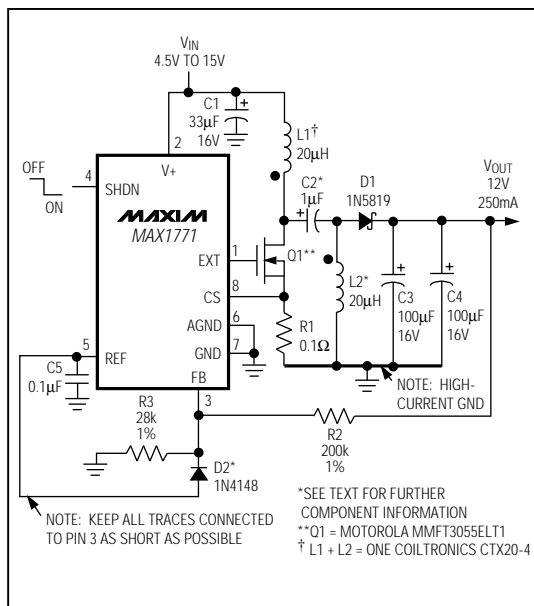 VIN
4.5V TO 15V
C1
33µF
16V
+
L1†
20µH
2
V+
OFF
ON
4
SHDN
MAXIM
MAX1771
EXT
1
Q1**
C2*
1µF
+
D1
1N5819
VOUT
12V
250mA
CS
8
L2*
20µH
+
C3
100µF
16V
+
C4
100µF
16V
AGND
6
R1
0.1Ω
GND
7
5
REF
C5
0.1µF
FB
3
NOTE: HIGH-
CURRENT GND
R3
28k
1%
R2
200k
1%
D2*
1N4148
NOTE: KEEP ALL TRACES CONNECTED
TO PIN 3 AS SHORT AS POSSIBLE
*SEE TEXT FOR FURTHER
COMPONENT INFORMATION
**Q1 = MOTOROLA MMFT3055ELT1
† L1 + L2 = ONE COILTRONICS CTX20-4